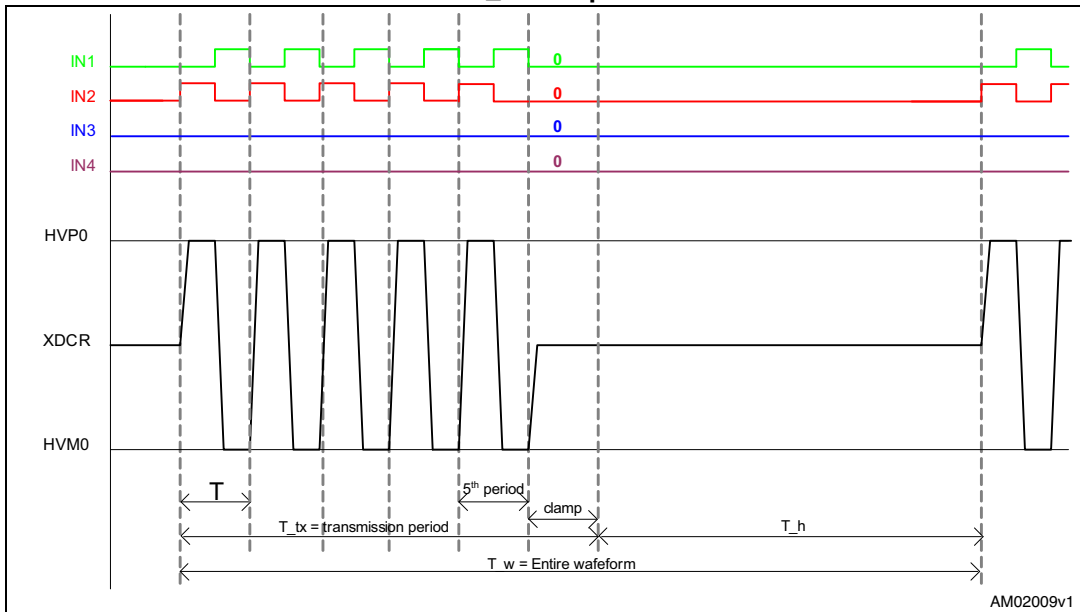 IN1
0
IN2
0
IN3
0
IN4
0
HVP0
XDCR
HVM0
T
5th period
clamp
T_tx = transmission period
T_h
T_w = Entire wafeform
AM02009v1